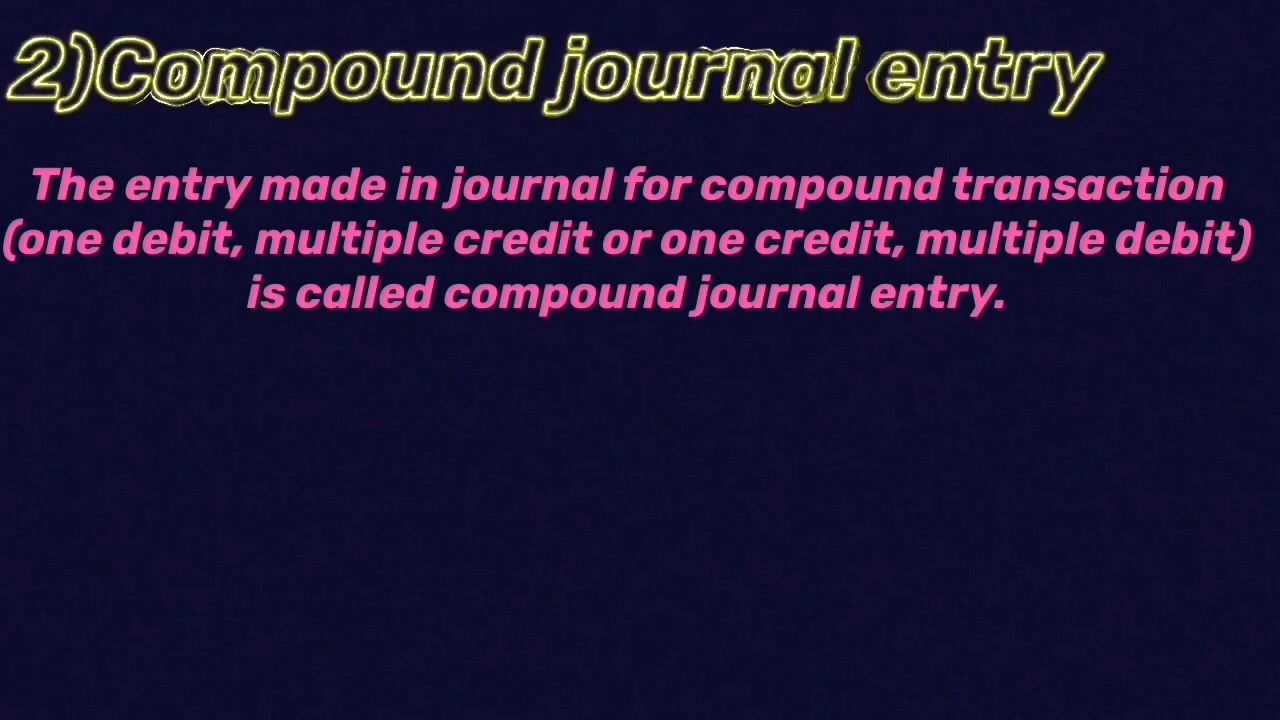 2)Compound journal entry
The entry made in journal for compound transaction
(one debit, multiple credit or one credit, multiple debit)
is called compound journal entry.